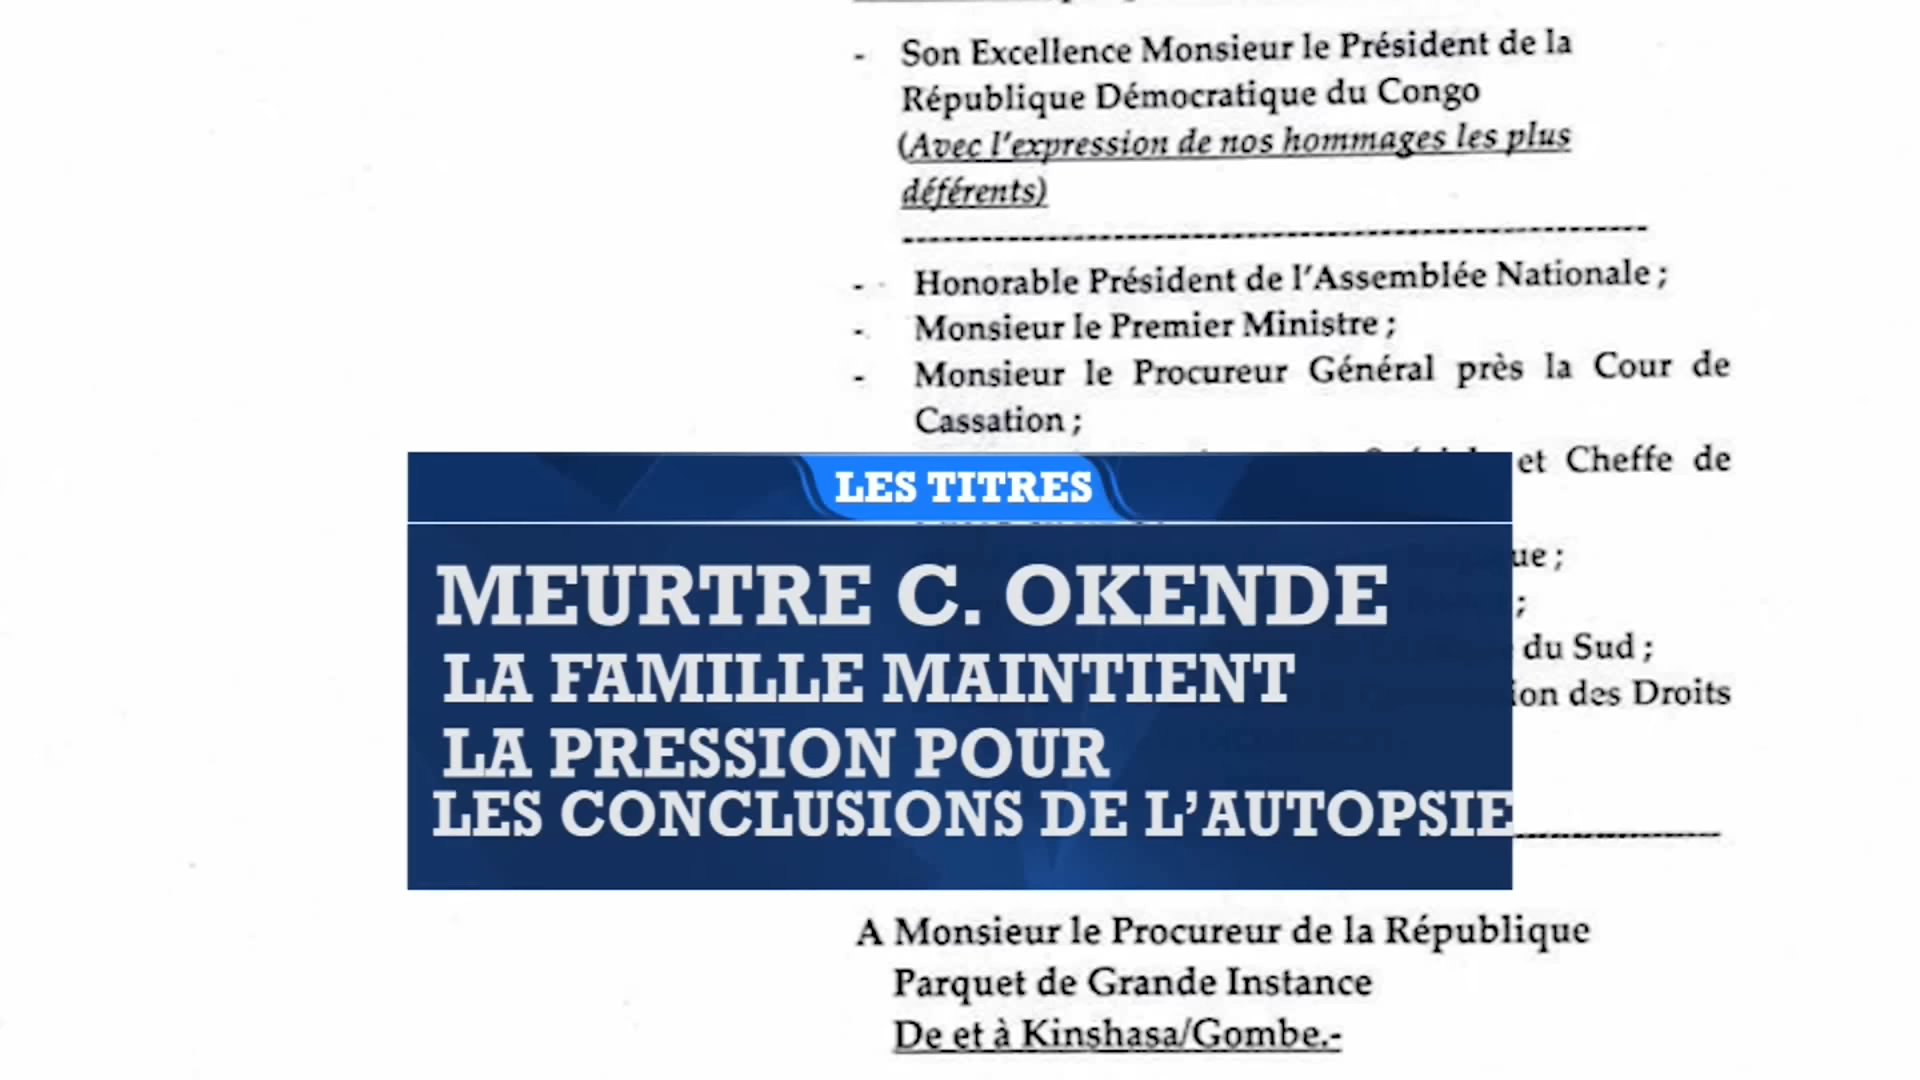 - Son Excellence Monsieur le Président de la
République Démocratique du Congo
(Avec l'expression de nos hommages les plus
déférents)
- Honorable Président de l'Assemblée Nationale ;
- Monsieur le Premier Ministre ;
- Monsieur le Procureur Général près la Cour de
Cassation ;
et Cheffe de
LES TITRES
MEURTRE C. OKENDE
LA FAMILLE MAINTIENT
LA PRESSION POUR
LES CONCLUSIONS DE L'AUTOPSIE
du Sud ;
des Droits
A Monsieur le Procureur de la République
Parquet de Grande Instance
De et à Kinshasa/Gombe.-